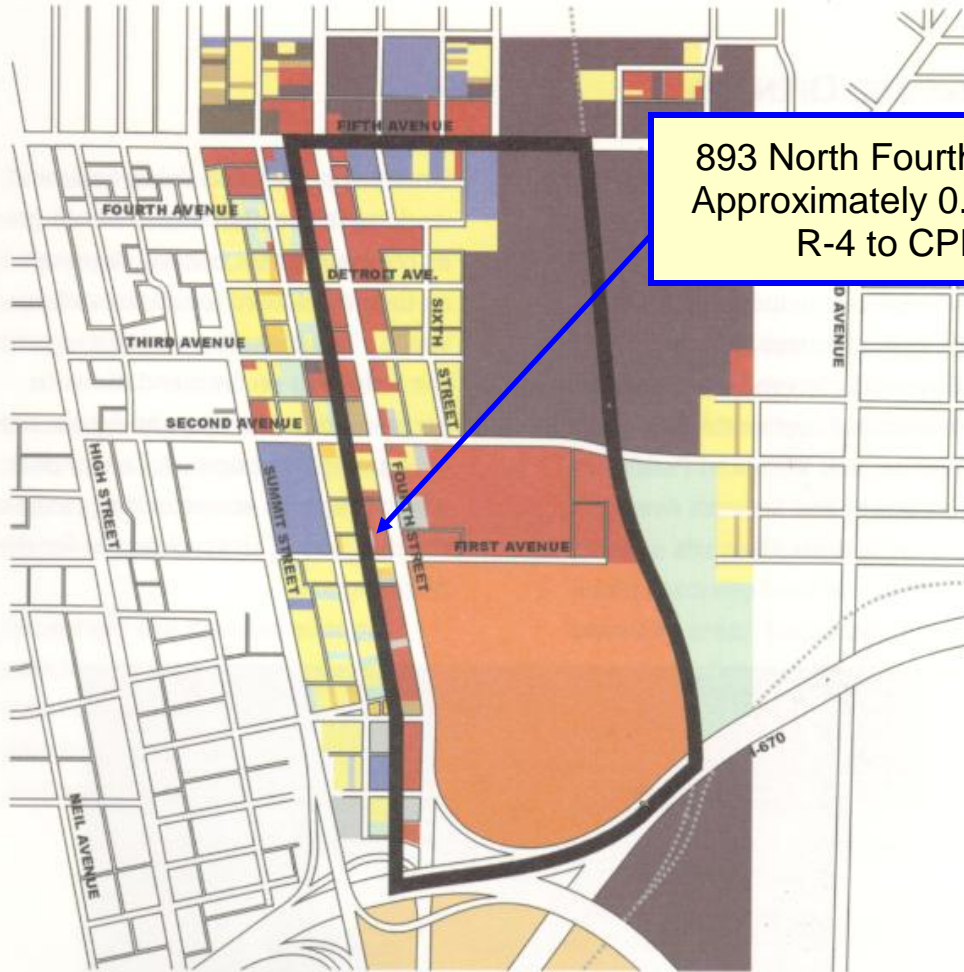 FIFTH AVENUE
893 North Fourth
Approximately 0.
R-4 to CP
FOURTH AVENUE
DETROIT AVE.
SIXTH
STREET
D AVENUE
THIRD AVENUE
SECOND AVENUE
HIGH STREET
SUMMIT STREET
FOURTH STREET
FIRST AVENUE
I-670
NEIL AVENUE